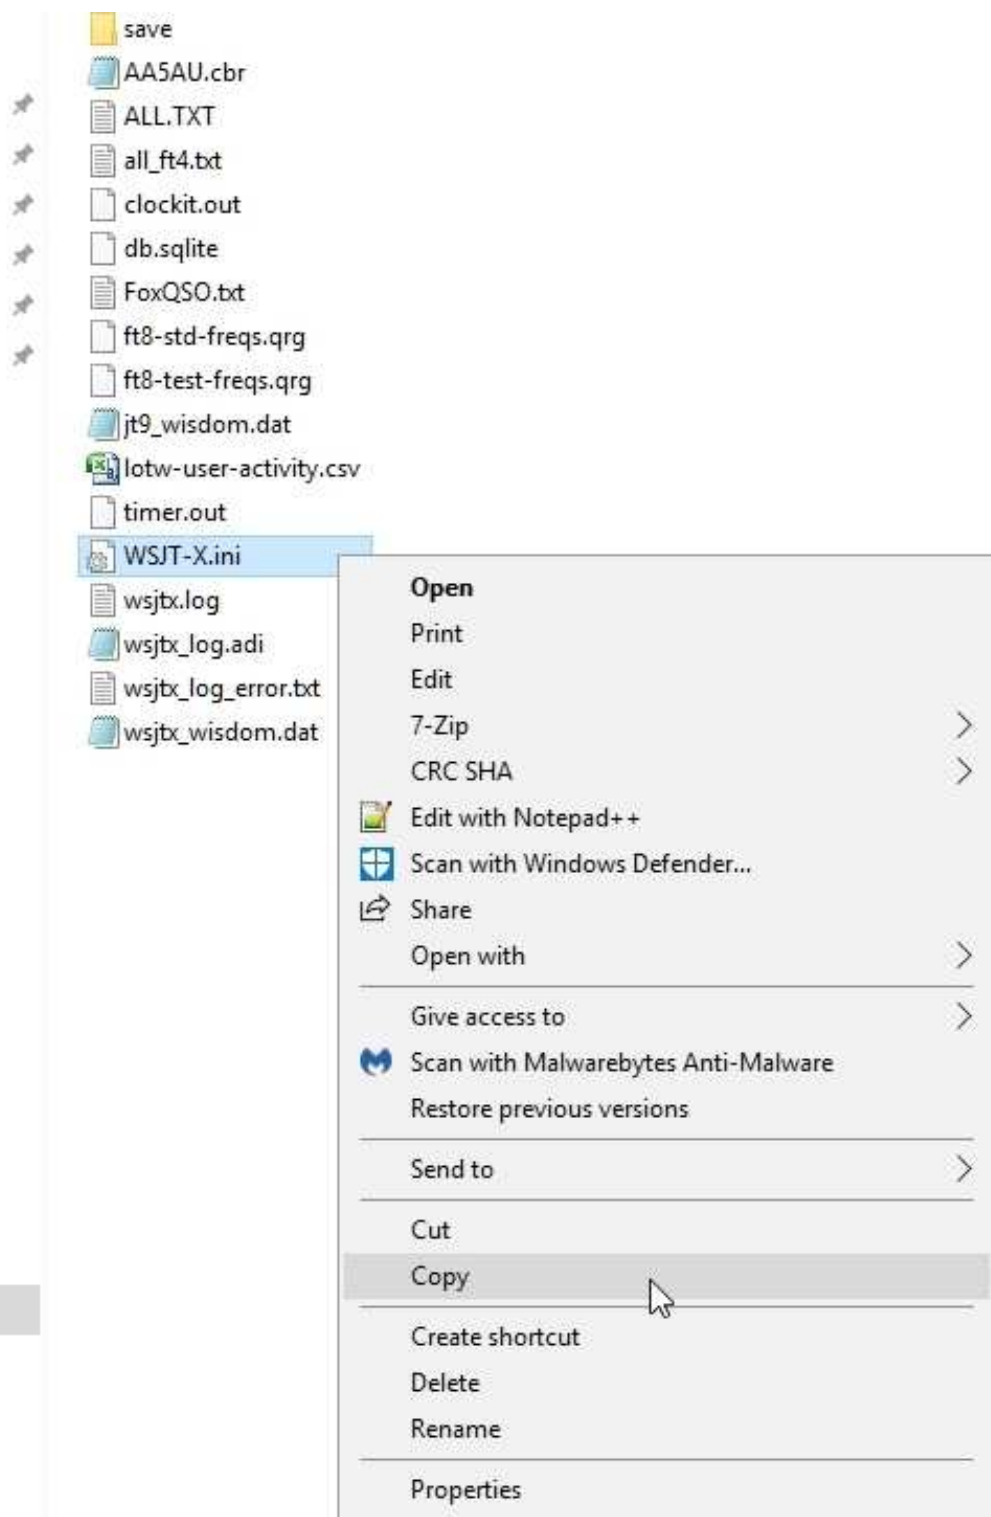 save
AA5AU.cbr
ALL.TXT
all_ft4.txt
clockit.out
db.sqlite
FoxQSO.txt
ft8-std-freqs.qrg
ft8-test-freqs.qrg
jt9_wisdom.dat
lotw-user-activity.csv
timer.out
WSJT-X.ini
wsjtx.log
wsjtx_log.adi
wsjtx_log_error.txt
wsjtx_wisdom.dat
Open
Print
Edit
7-Zip
CRC SHA
Edit with Notepad++
Scan with Windows Defender...
Share
Open with
Give access to
Scan with Malwarebytes Anti-Malware
Restore previous versions
Send to
Cut
Copy
Create shortcut
Delete
Rename
Properties